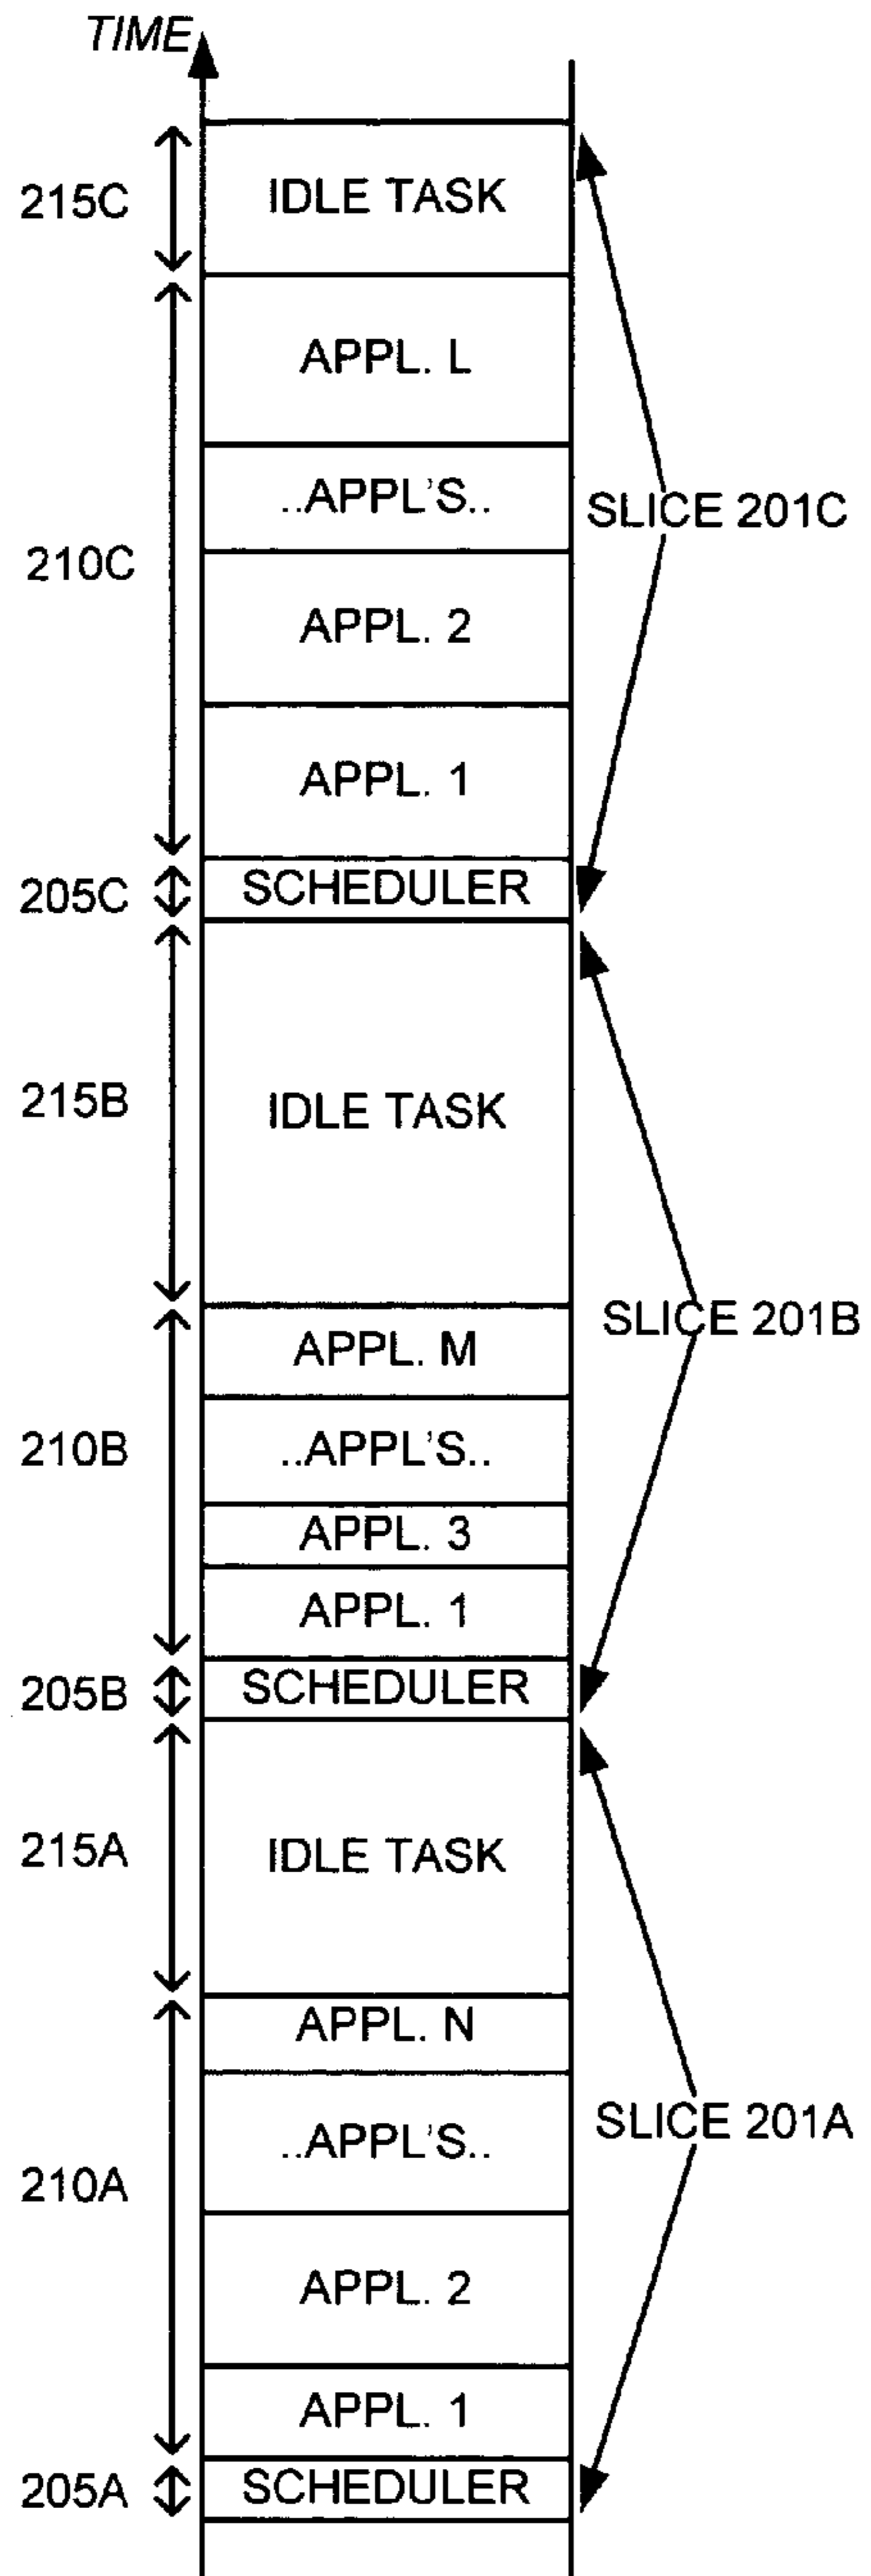 TIME
215C
IDLE TASK
APPL. L
..APPL'S..
SLICE 201C
210C
APPL. 2
APPL. 1
205C
SCHEDULER
215B
IDLE TASK
SLICE 201B
APPL. M
210B
..APPL'S..
APPL. 3
APPL. 1
205B
SCHEDULER
215A
IDLE TASK
APPL. N
SLICE 201A
..APPL'S..
210A
APPL. 2
APPL. 1
205A
SCHEDULER